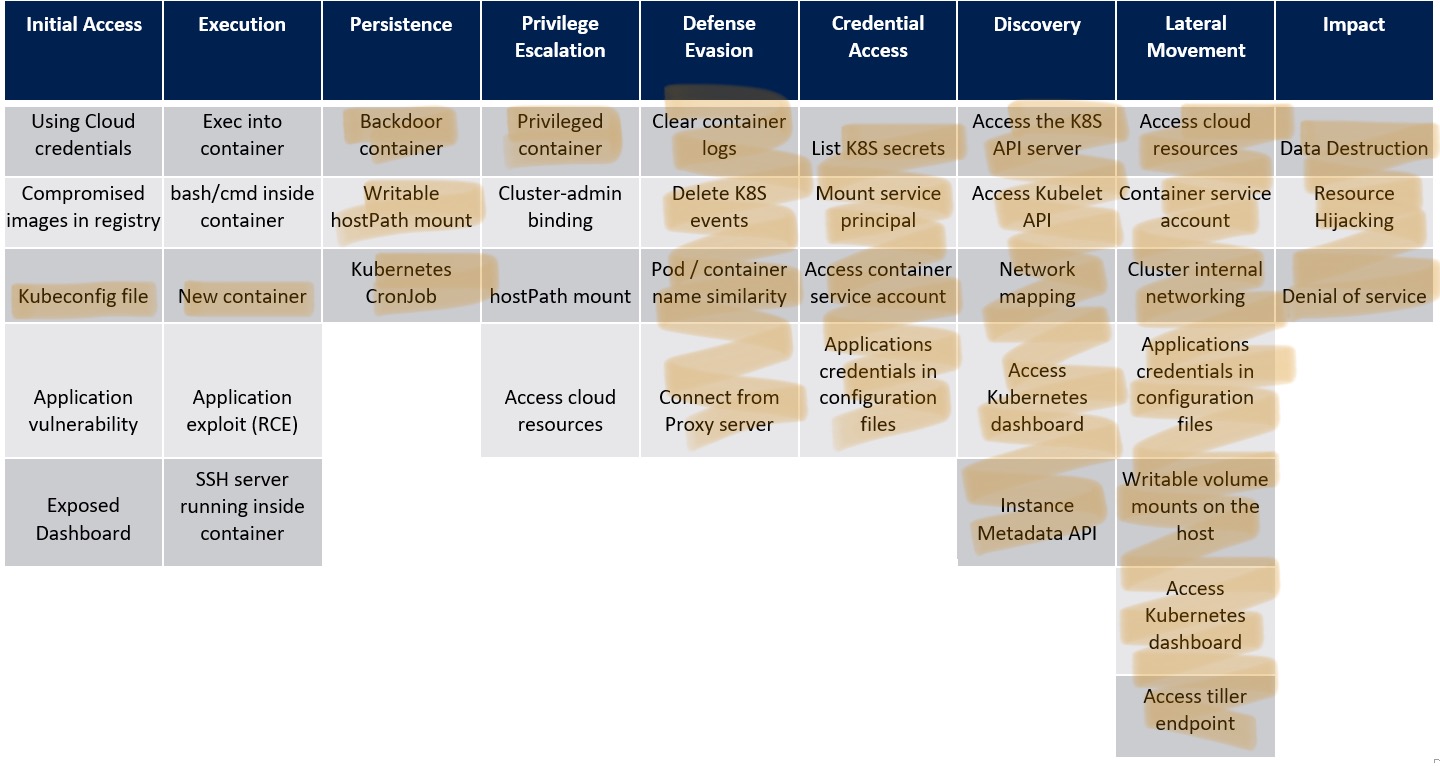 Initial Access
Execution
Persistence
Privilege
Escalation
Defense
Evasion
Credential
Access
Discovery
Lateral
Movement
Impact
Using Cloud
credentials
Exec into
container
Backdoor
container
Privileged
container
Clear container
logs
List K8S secrets
Access the K8S
API server
Access cloud
resources
Data Destruction
Compromised
images in registry
bash/cmd inside
container
Writable
hostPath mount
Cluster-admin
binding
Delete K8S
events
Mount service
principal
Access Kubelet
API
Container service
account
Resource
Hijacking
Kubeconfig file
New container
Kubernetes
CronJob
hostPath mount
Pod / container
name similarity
Access container
service account
Network
mapping
Cluster internal
networking
Denial of service
Application
vulnerability
Application
exploit (RCE)
Access cloud
resources
Connect from
Proxy server
Applications
credentials in
configuration
files
Access
Kubernetes
dashboard
Applications
credentials in
configuration
files
Exposed
Dashboard
SSH server
running inside
container
Instance
Metadata API
Writable volume
mounts on the
host
Access
Kubernetes
dashboard
Access tiller
endpoint